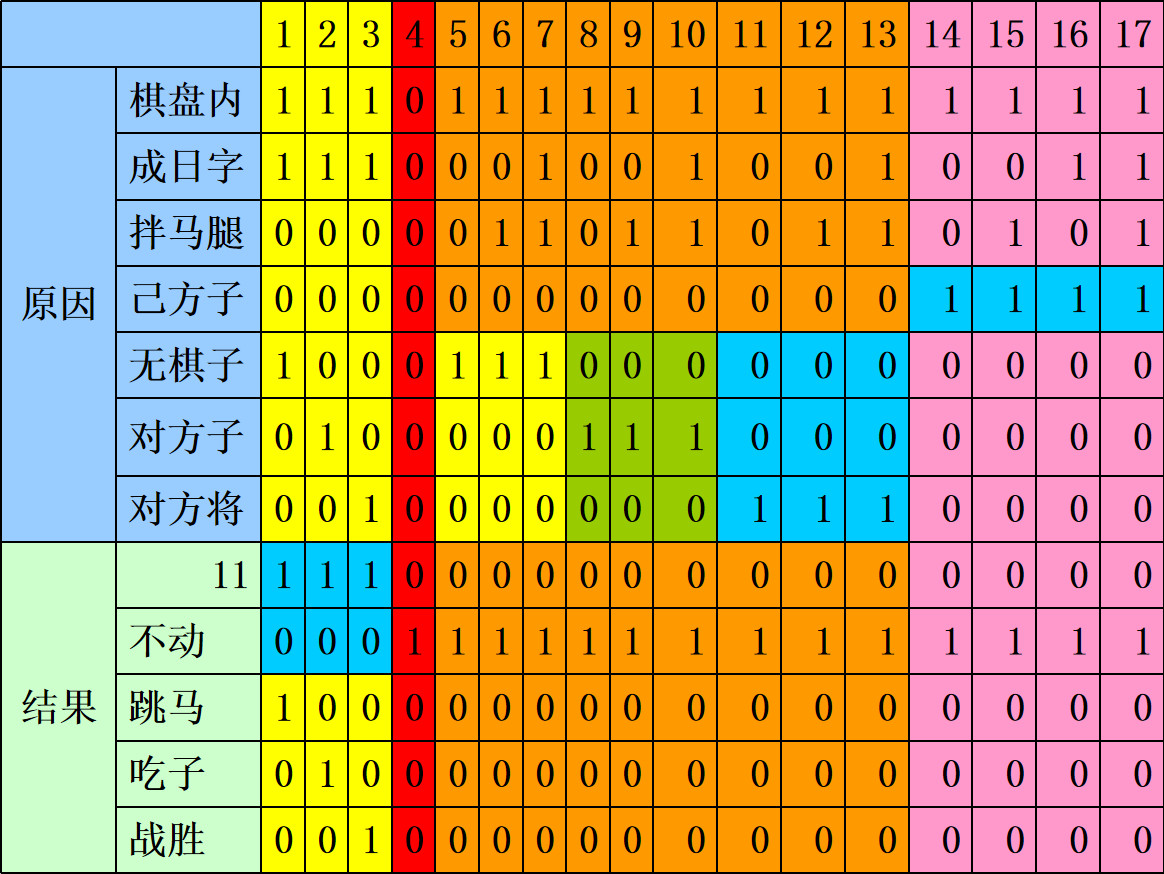 1 2 3 4 5 6 7 8 9 10 11 12 13 14 15 16 17
棋盘内 1 1 1 0 1 1 1 1 1 1 1 1 1 1 1 1 1
成日字 1 1 1 0 0 0 1 0 0 1 0 0 1 0 0 1 1
拌马腿 0 0 0 0 0 1 1 0 1 1 0 1 1 0 1 0 1
原因 己方子 0 0 0 0 0 0 0 0 0 0 0 0 0 1 1 1 1
无棋子 1 0 0 0 1 1 1 0 0 0 0 0 0 0 0 0 0
对方子 0 1 0 0 0 0 0 1 1 1 0 0 0 0 0 0 0
对方将 0 0 1 0 0 0 0 0 0 0 1 1 1 0 0 0 0
11 1 1 1 0 0 0 0 0 0 0 0 0 0 0 0 0 0
不动 0 0 0 1 1 1 1 1 1 1 1 1 1 1 1 1 1
结果 跳马 1 0 0 0 0 0 0 0 0 0 0 0 0 0 0 0 0
吃子 0 1 0 0 0 0 0 0 0 0 0 0 0 0 0 0 0
战胜 0 0 1 0 0 0 0 0 0 0 0 0 0 0 0 0 0